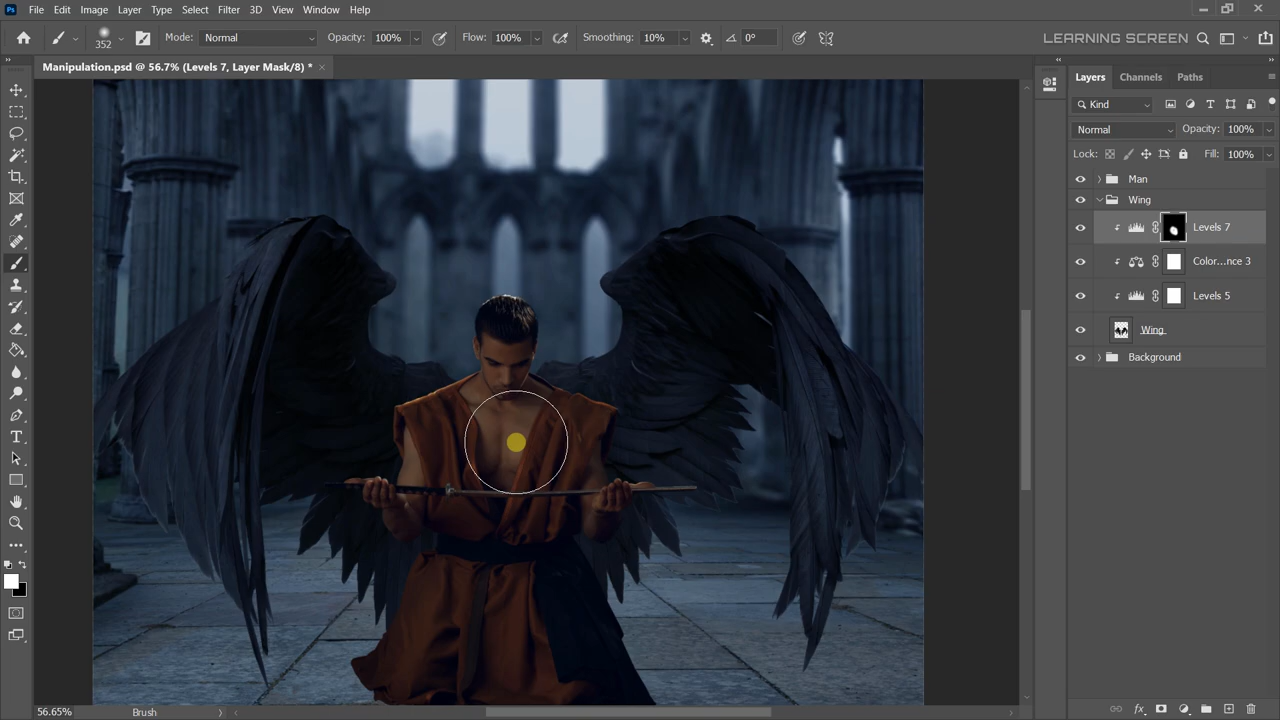 Ps File Edit Image Layer Type Select Filter 3D View Window Help
352 Mode: Normal Opacity: 100% Flow: 100% Smoothing: 10% 0° LEARNING SCREEN
Manipulation.psd @ 56.7% (Levels 7, Layer Mask/8) *
Layers Channels Paths
Kind
Normal Opacity: 100%
Lock: Fill: 100%
Man
Wing
Levels 7
Color...nce 3
Levels 5
Wing
Background
56.65% Brush